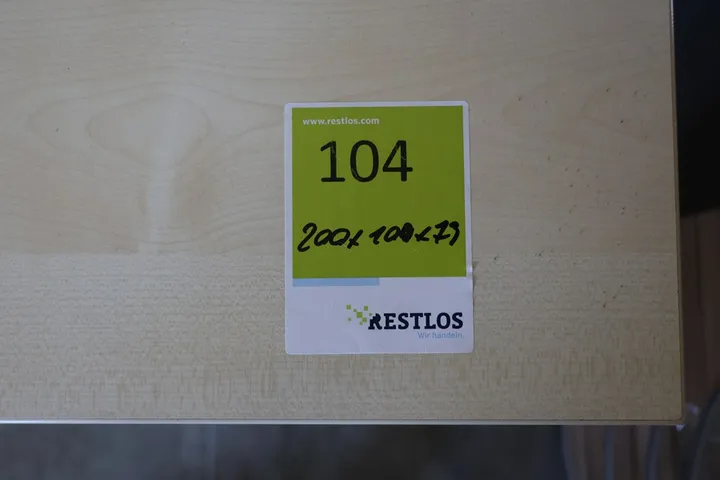 www.restlos.com
104
200x100x73
RESTLOS
Wir handeln.